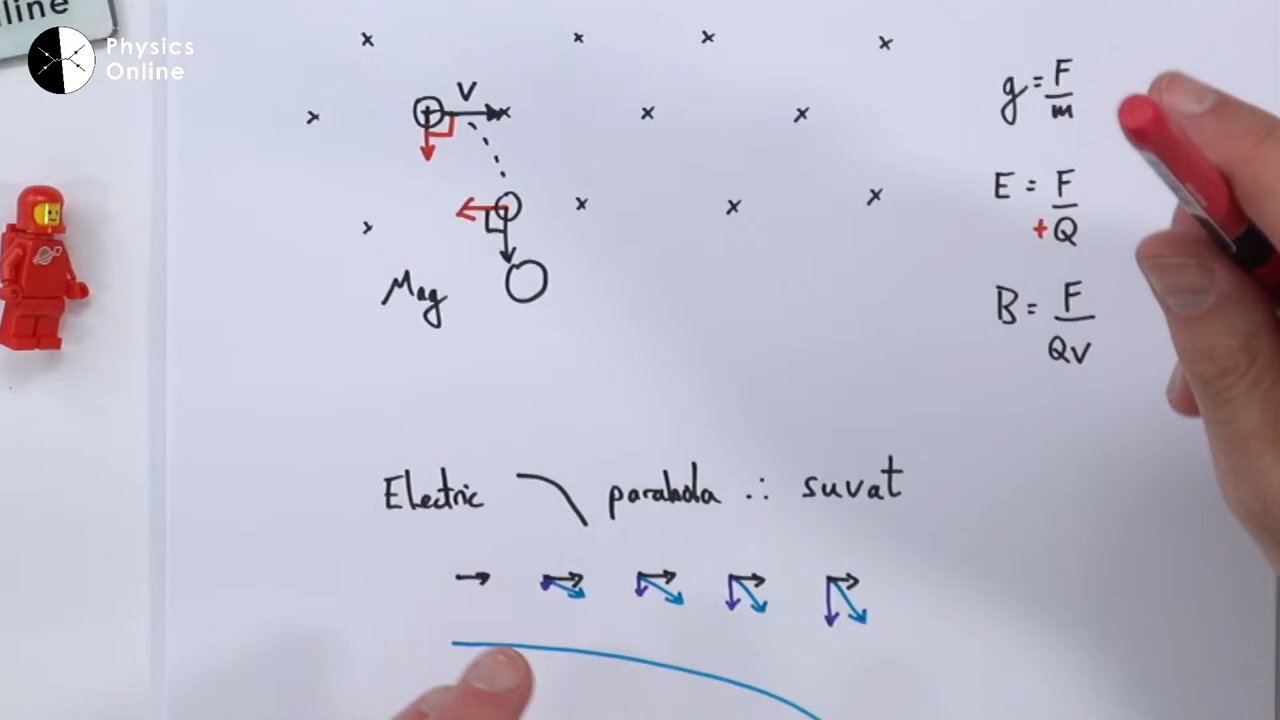 line
Physics
Online
V
g = F/m
E = F/+Q
B = F/QV
Mag
Electric parabola ∴ suvat